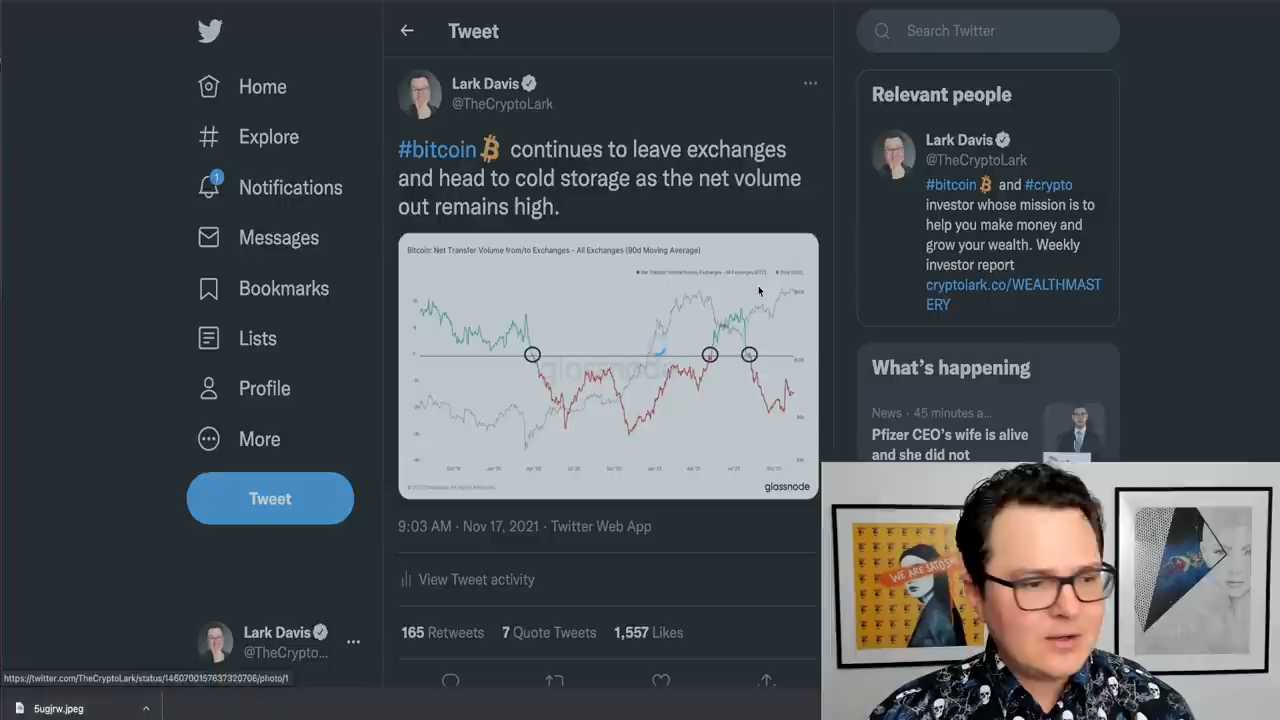 Tweet
Search Twitter
Home
Explore
1
Notifications
Messages
Bookmarks
Lists
Profile
More
Tweet
Lark Davis
@TheCrypto...
Lark Davis
@TheCryptoLark
#bitcoin continues to leave exchanges
and head to cold storage as the net volume
out remains high.
Bitcoin: Net Transfer Volume from/to Exchanges - All Exchanges (90d Moving Average)
glassnode
glassnode
9:03 AM · Nov 17, 2021 · Twitter Web App
View Tweet activity
165 Retweets 7 Quote Tweets 1,557 Likes
Relevant people
Lark Davis
@TheCryptoLark
#bitcoin and #crypto
investor whose mission is to
help you make money and
grow your wealth. Weekly
investor report
cryptolark.co/WEALTHMAST
ERY
What's happening
News · 45 minutes a...
Pfizer CEO's wife is alive
and she did not
WE ARE SATOSHI
https://twitter.com/TheCryptoLark/status/1460700157637320706/photo/1
5ugjrw.jpeg